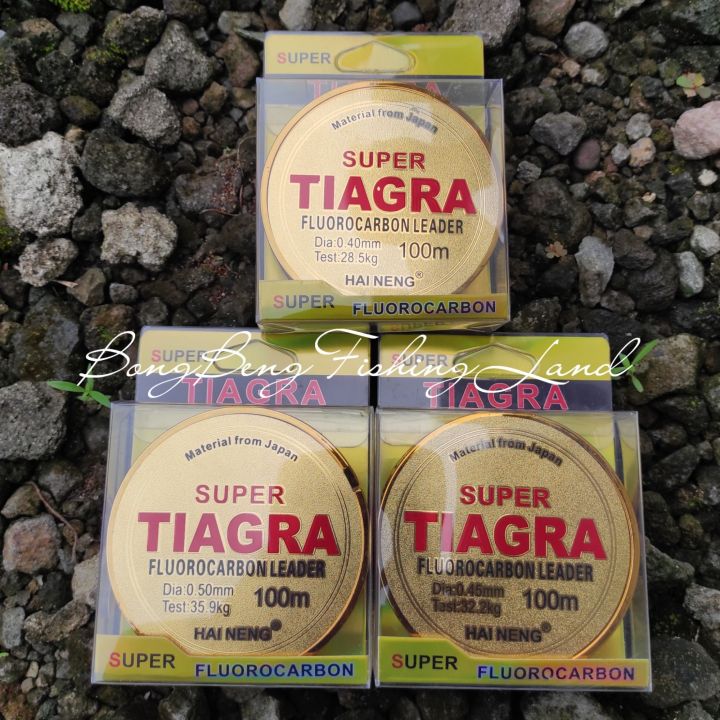 SUPER
TIAGRA
Material from Japan
SUPER
TIAGRA
FLUOROCARBON LEADER
Dia:0.40mm
Test:28.5kg
100m
HAI NENG®
SUPER FLUOROCARBON
BongBeng Fishing Land
SUPER
TIAGRA
Material from Japan
SUPER
TIAGRA
FLUOROCARBON LEADER
Dia:0.50mm
Test:35.9kg
100m
HAI NENG®
SUPER FLUOROCARBON
SUPER
TIAGRA
Material from Japan
SUPER
TIAGRA
FLUOROCARBON LEADER
Dia:0.45mm
Test:32.2kg
100m
HAI NENG®
SUPER FLUOROCARBON